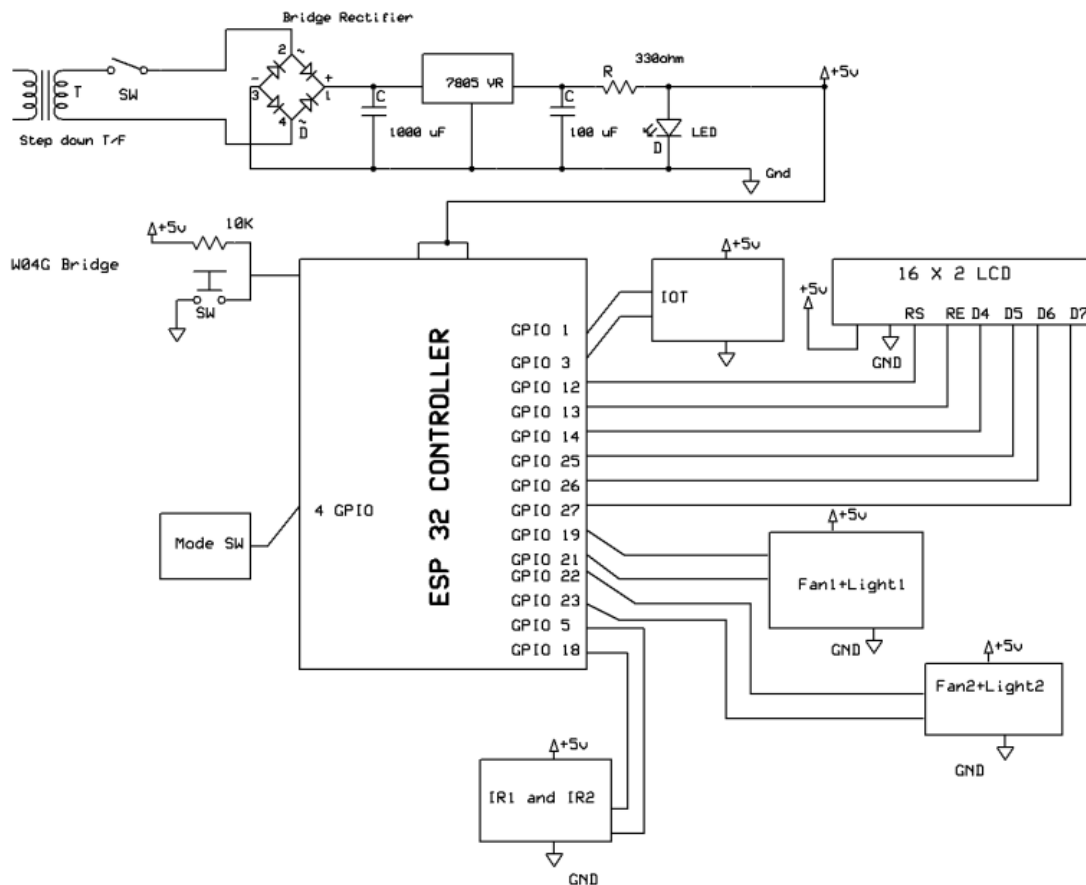 Bridge Rectifier
2 ~
- +
3 1
4 ~
D
T
SW
Step down T/F
C
1000 uF
7805 VR
C
100 uF
330ohm
R
+5v
D
LED
Gnd
+5v
10K
W04G Bridge
SW
ESP 32 CONTROLLER
4 GPIO
Mode SW
GPIO 1
GPIO 3
GPIO 12
GPIO 13
GPIO 14
GPIO 25
GPIO 26
GPIO 27
GPIO 19
GPIO 21
GPIO 22
GPIO 23
GPIO 5
GPIO 18
+5v
IOT
16 X 2 LCD
+5v
RS RE D4 D5 D6 D7
GND
+5v
Fan1+Light1
GND
+5v
Fan2+Light2
GND
+5v
IR1 and IR2
GND